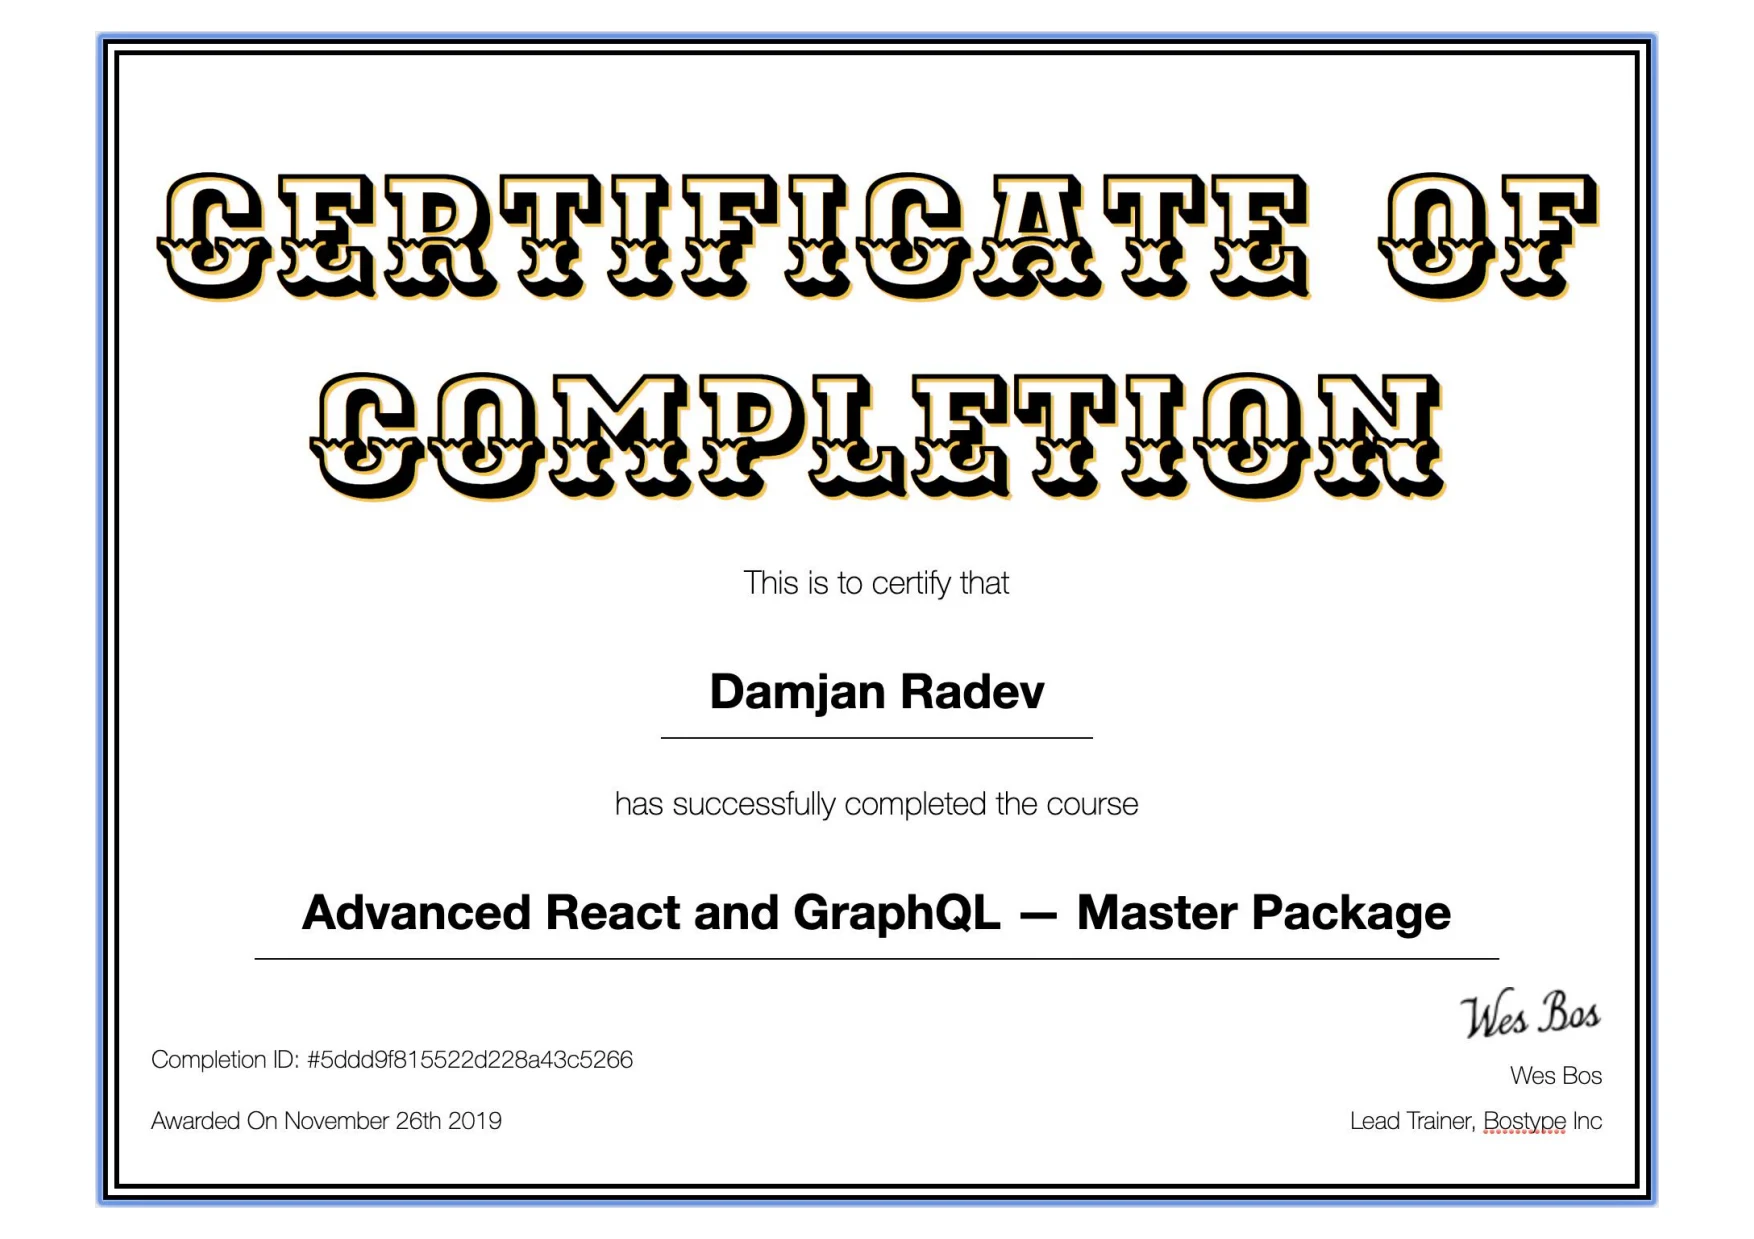 CERTIFICATE OF
COMPLETION
This is to certify that
Damjan Radev
has successfully completed the course
Advanced React and GraphQL — Master Package
Wes Bos
Completion ID: #5ddd9f815522d228a43c5266
Wes Bos
Awarded On November 26th 2019
Lead Trainer, Bostype Inc